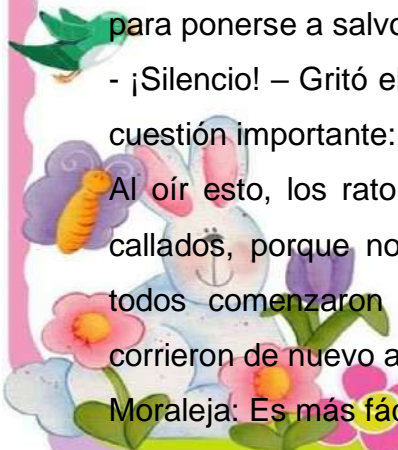 para ponerse a salvo
- ¡Silencio! – Gritó el
cuestión importante:
Al oír esto, los rato
callados, porque no
todos comenzaron
corrieron de nuevo a
Moraleja: Es más fác